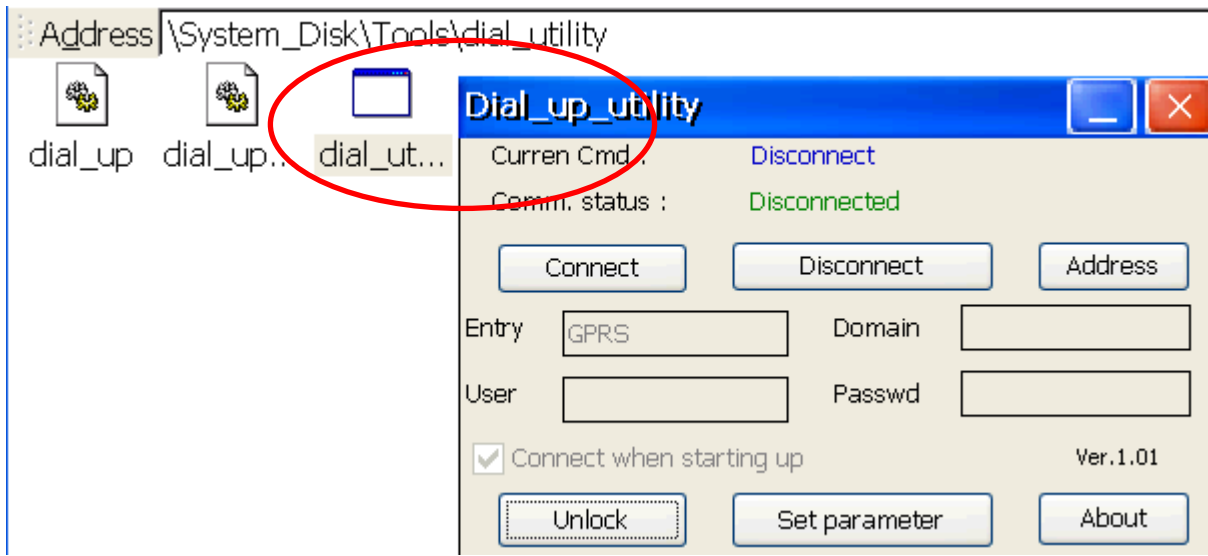 Address \System_Disk\Tools\dial_utility
dial_up dial_up.. dial_ut...
Dial_up_utility
Curren Cmd : Disconnect
Comm. status : Disconnected
Connect Disconnect Address
Entry GPRS Domain
User Passwd
Connect when starting up Ver.1.01
Unlock Set parameter About